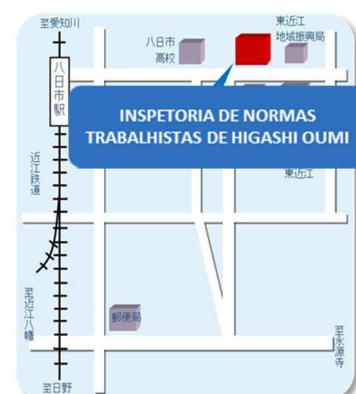 至愛知川
八日市駅
近江鉄道
至近江八幡
至日野
八日市
高校
東近江
地域振興局
INSPETORIA DE NORMAS
TRABALHISTAS DE HIGASHI OUMI
東近江
郵便局
至永源寺